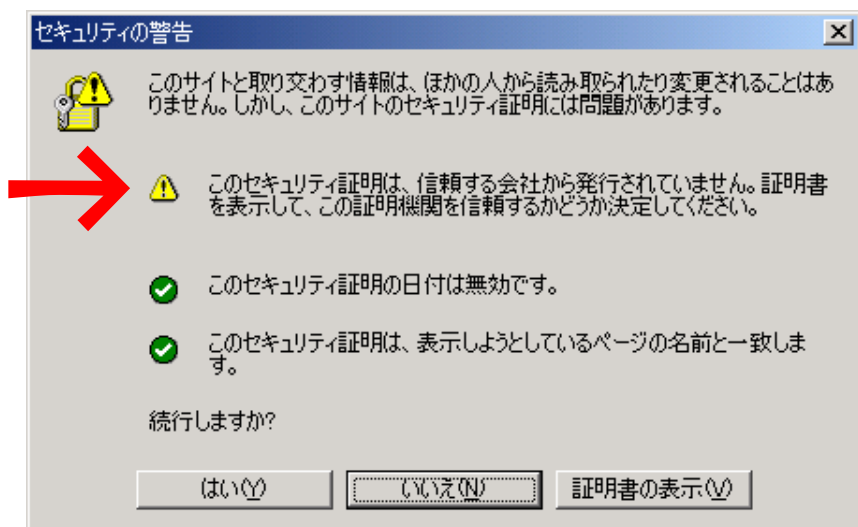 セキュリティの警告
このサイトと取り交わす情報は、ほかの人から読み取られたり変更されることはあ
りません。しかし、このサイトのセキュリティ証明には問題があります。
このセキュリティ証明は、信頼する会社から発行されていません。証明書
を表示して、この証明機関を信頼するかどうか決定してください。
このセキュリティ証明の日付は無効です。
このセキュリティ証明は、表示しようとしているページの名前と一致しま
す。
続行しますか?
はい(Y) いいえ(N) 証明書の表示(V)